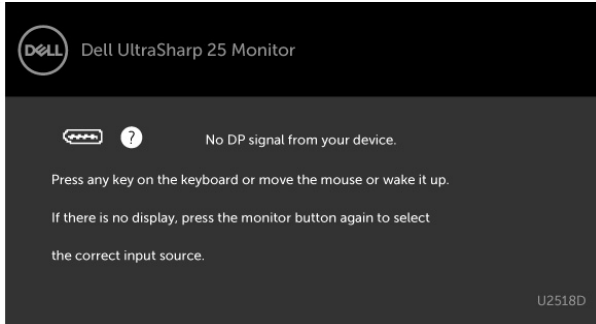 DELL
Dell UltraSharp 25 Monitor
? No DP signal from your device.
Press any key on the keyboard or move the mouse or wake it up.
If there is no display, press the monitor button again to select
the correct input source.
U2518D